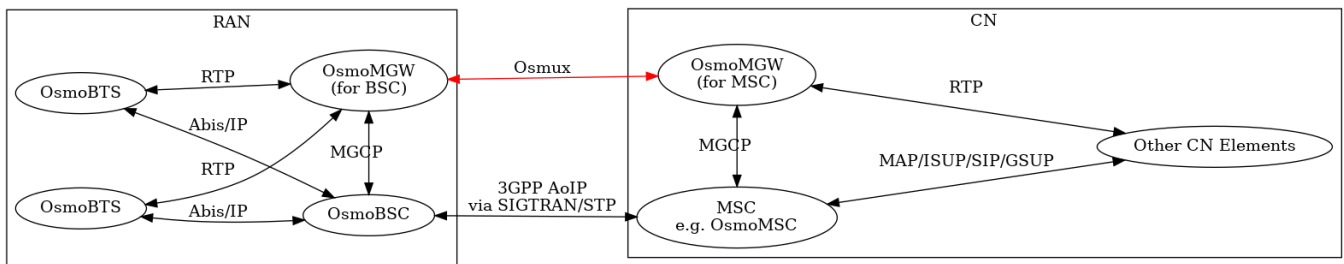 RAN
CN
OsmoBTS
RTP
OsmoMGW
(for BSC)
Osmux
OsmoMGW
(for MSC)
RTP
Abis/IP
MGCP
MGCP
Other CN Elements
RTP
MAP/ISUP/SIP/GSUP
OsmoBTS
Abis/IP
OsmoBSC
3GPP AoIP
via SIGTRAN/STP
MSC
e.g. OsmoMSC